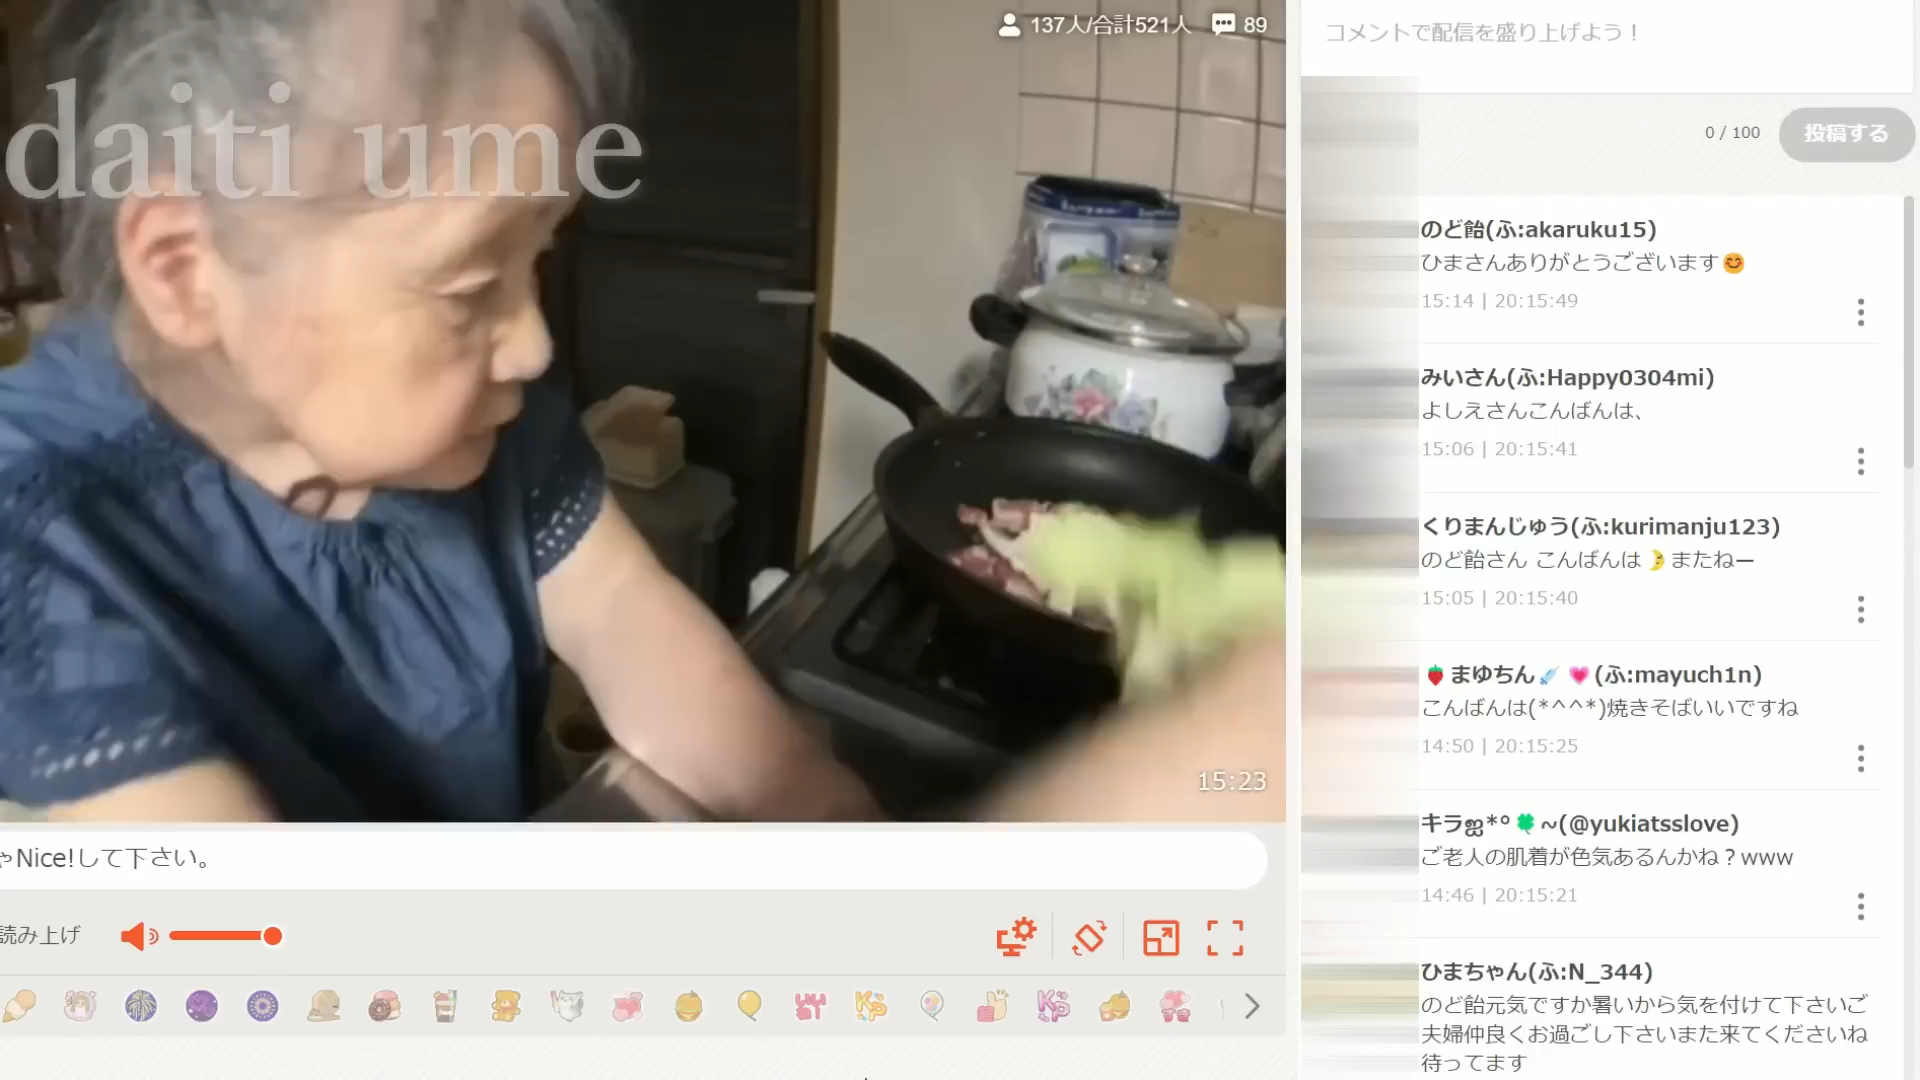 137人/合計521人 89
daiti ume
15:23
ゃNice!して下さい。
読み上げ
コメントで配信を盛り上げよう！
0 / 100 投稿する
のど飴(ふ:akaruku15)
ひまさんありがとうございます😊
15:14 | 20:15:49
みいさん(ふ:Happy0304mi)
よしえさんこんばんは、
15:06 | 20:15:41
くりまんじゅう(ふ:kurimanju123)
のど飴さん こんばんは🌛またねー
15:05 | 20:15:40
🍓まゆちん💉💗(ふ:mayuch1n)
こんばんは(*^^*)焼きそばいいですね
14:50 | 20:15:25
キラஐ*°🍀~(@yukiatsslove)
ご老人の肌着が色気あるんかね？www
14:46 | 20:15:21
ひまちゃん(ふ:N_344)
のど飴元気ですか暑いから気を付けて下さいご
夫婦仲良くお過ごし下さいまた来てくださいね
待ってます